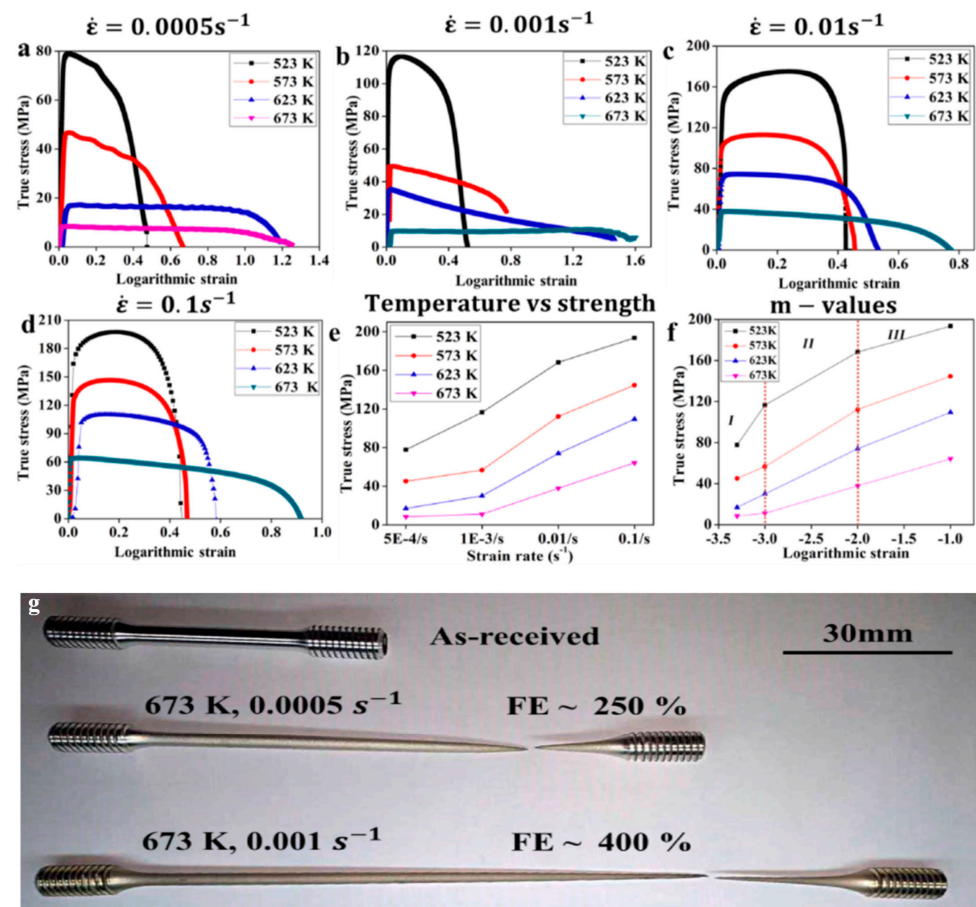 ε̇ = 0.0005s⁻¹
ε̇ = 0.001s⁻¹
ε̇ = 0.01s⁻¹
a
80
60
40
20
0
True stress (MPa)
523 K
573 K
623 K
673 K
0.0 0.2 0.4 0.6 0.8 1.0 1.2 1.4
Logarithmic strain
b
120
100
80
60
40
20
0
True stress (MPa)
523 K
573 K
623 K
673 K
0.0 0.4 0.8 1.2 1.6
Logarithmic strain
c
200
160
120
80
40
0
True stress (MPa)
523 K
573 K
623 K
673 K
0.0 0.2 0.4 0.6 0.8
Logarithmic strain
ε̇ = 0.1s⁻¹
Temperature vs strength
m − values
d
210
180
150
120
90
60
30
0
True stress (MPa)
523 K
573 K
623 K
673 K
0.0 0.2 0.4 0.6 0.8 1.0
Logarithmic strain
e
200
160
120
80
40
0
True stress (MPa)
523 K
573 K
623 K
673 K
5E-4/s 1E-3/s 0.01/s 0.1/s
Strain rate (s⁻¹)
f
200
160
120
80
40
0
True stress (MPa)
523K
573K
623K
673K
I
II
III
-3.5 -3.0 -2.5 -2.0 -1.5 -1.0
Logarithmic strain
g
As-received
30mm
673 K, 0.0005 s⁻¹ FE ~ 250 %
673 K, 0.001 s⁻¹ FE ~ 400 %